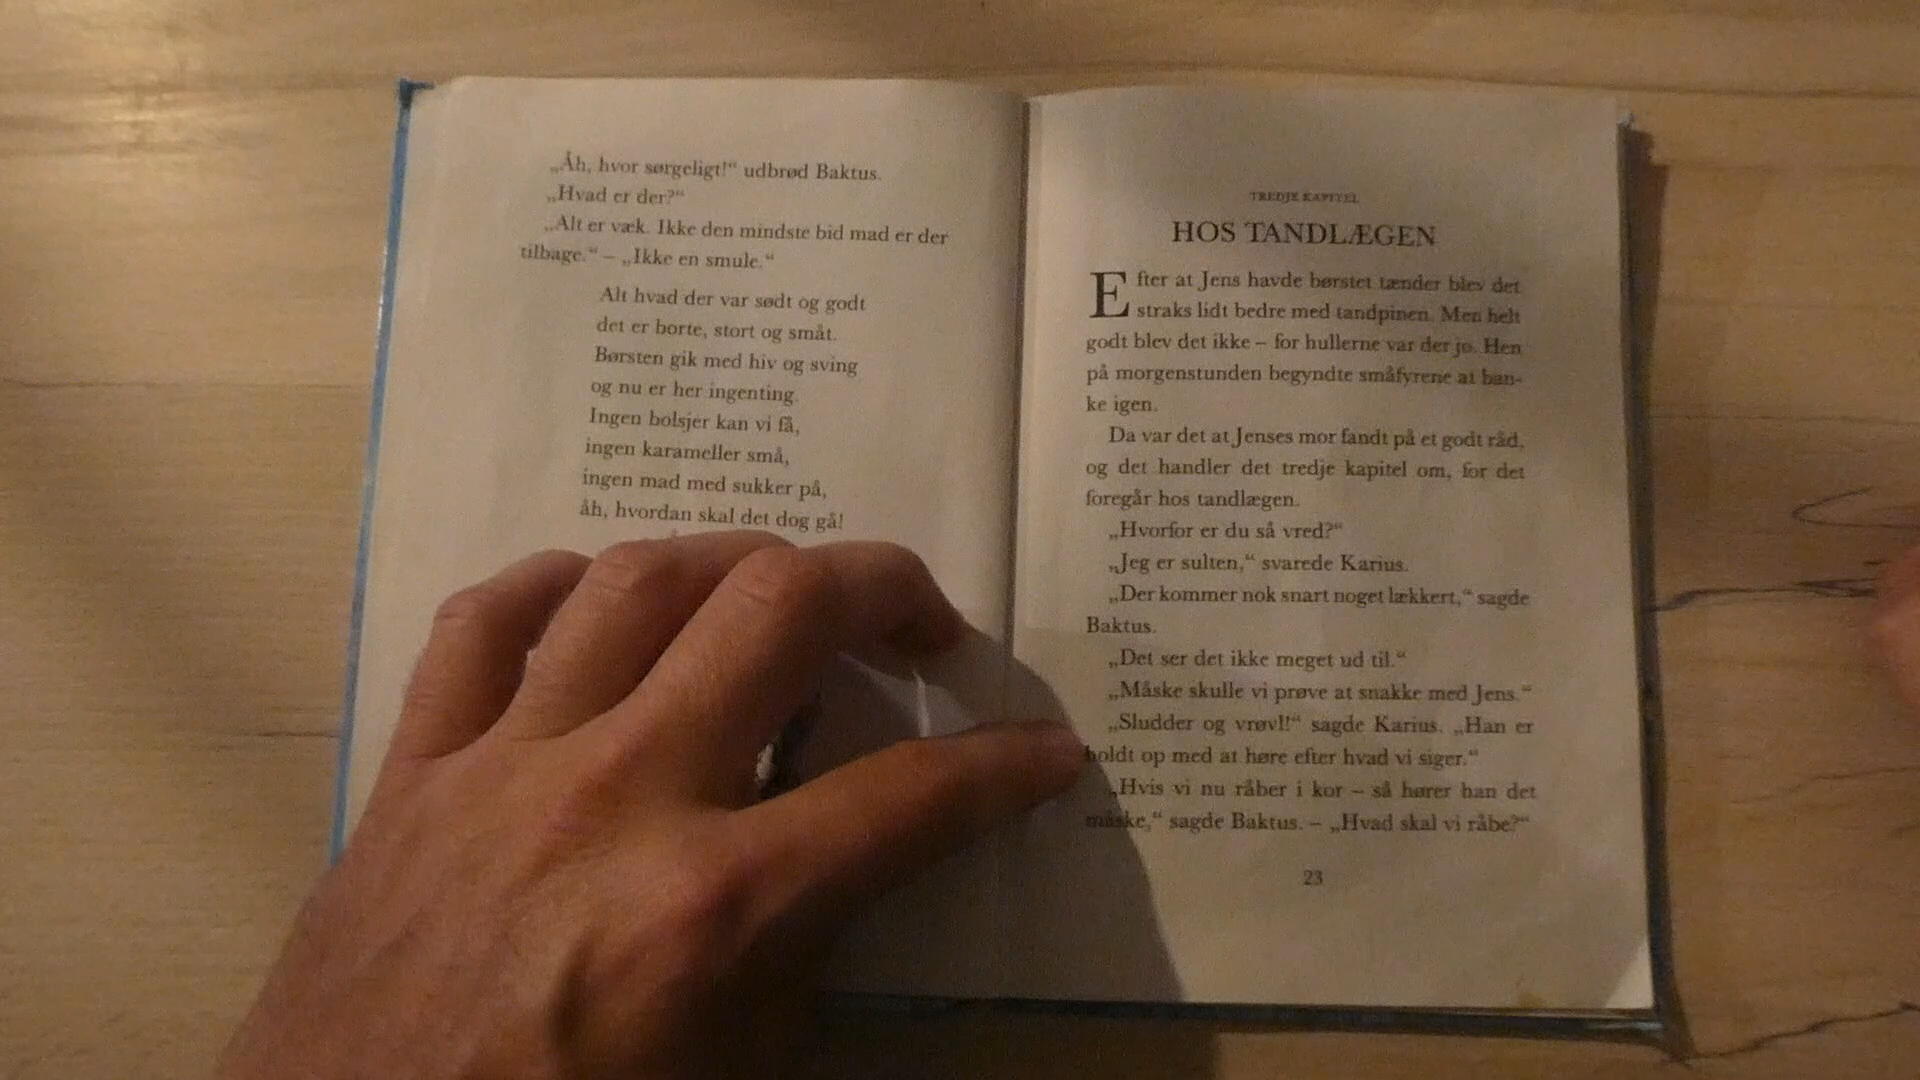 „Åh, hvor sørgeligt!“ udbrød Baktus.
„Hvad er der?“
„Alt er væk. Ikke den mindste bid mad er der
tilbage.“ – „Ikke en smule.“
Alt hvad der var sødt og godt
det er borte, stort og småt.
Børsten gik med hiv og sving
og nu er her ingenting.
Ingen bolsjer kan vi få,
ingen karameller små,
ingen mad med sukker på,
åh, hvordan skal det dog gå!
TREDJE KAPITEL
HOS TANDLÆGEN
Efter at Jens havde børstet tænder blev det
straks lidt bedre med tandpinen. Men helt
godt blev det ikke – for hullerne var der jo. Hen
på morgenstunden begyndte småfyrene at ban-
ke igen.
Da var det at Jenses mor fandt på et godt råd,
og det handler det tredje kapitel om, for det
foregår hos tandlægen.
„Hvorfor er du så vred?“
„Jeg er sulten,“ svarede Karius.
„Der kommer nok snart noget lækkert,“ sagde
Baktus.
„Det ser det ikke meget ud til.“
„Måske skulle vi prøve at snakke med Jens.“
„Sludder og vrøvl!“ sagde Karius. „Han er
holdt op med at høre efter hvad vi siger.“
„Hvis vi nu råber i kor – så hører han det
måske,“ sagde Baktus. – „Hvad skal vi råbe?“
23